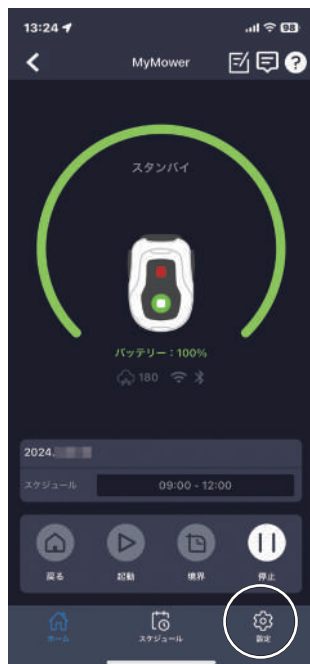 13:24 98
MyMower ?
スタンバイ
バッテリー：100%
180
2024.
スケジュール 09:00 - 12:00
戻る 起動 境界 停止
ホーム スケジュール 設定